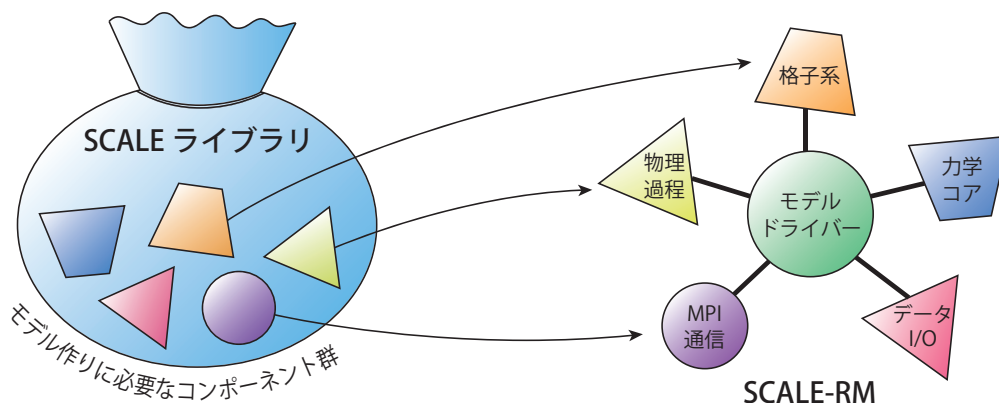 SCALE ライブラリ
モデル作りに必要なコンポーネント群
格子系
物理
過程
モデル
ドライバー
力学
コア
MPI
通信
データ
I/O
SCALE-RM